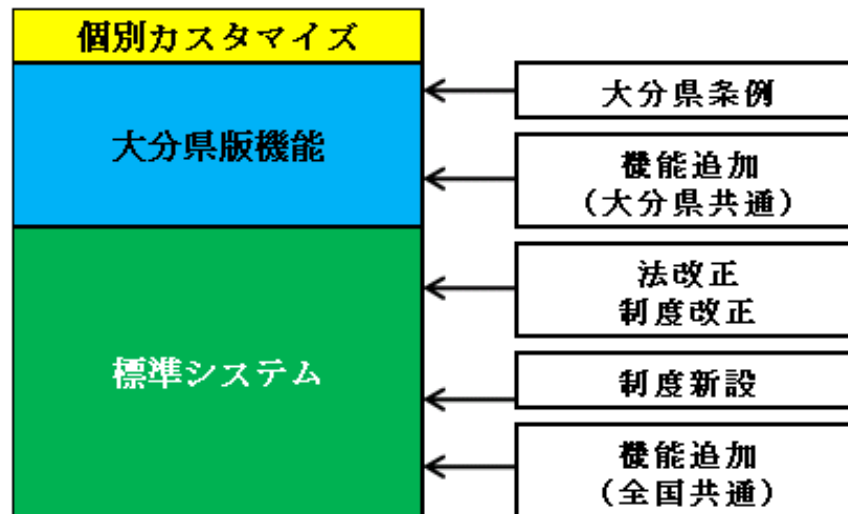 個別カスタマイズ
大分県版機能
標準システム
大分県条例
機能追加
（大分県共通）
法改正
制度改正
制度新設
機能追加
（全国共通）